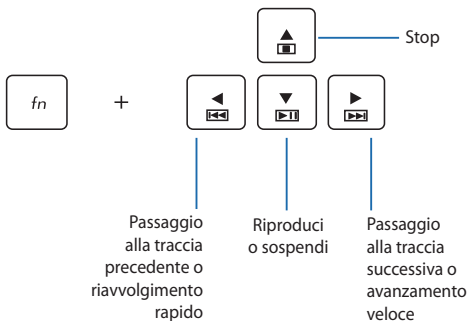 Stop
fn
+
Passaggio
alla traccia
precedente o
riavvolgimento
rapido
Riproduci
o sospendi
Passaggio
alla traccia
successiva o
avanzamento
veloce